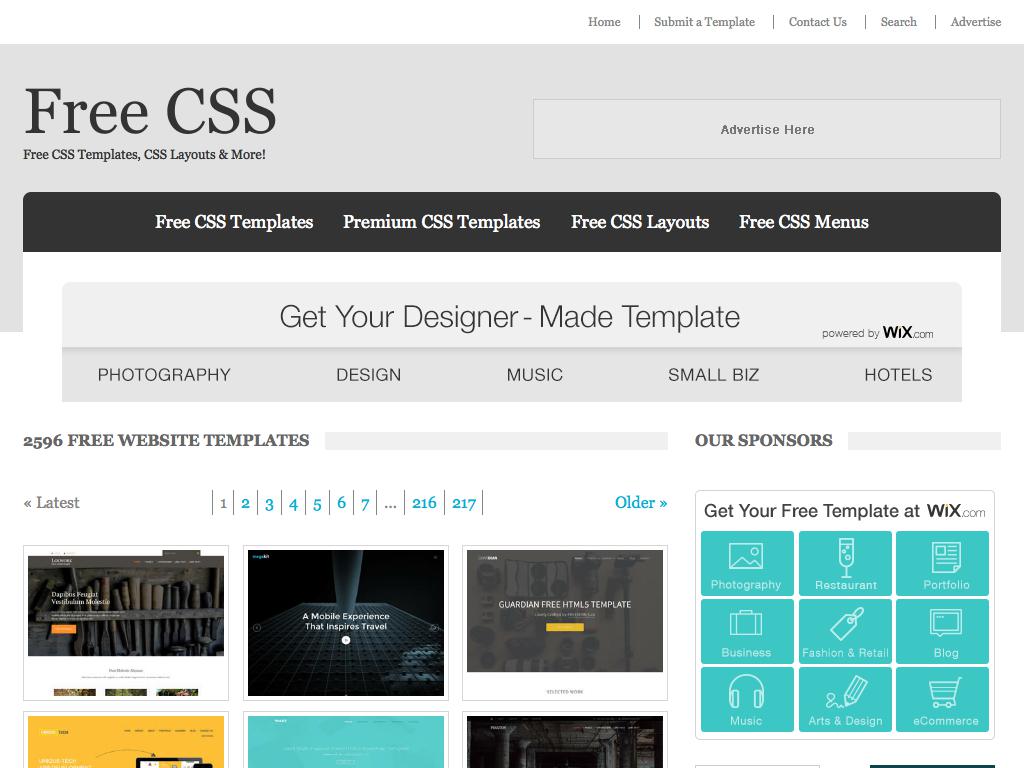 Home Submit a Template Contact Us Search Advertise
Free CSS
Free CSS Templates, CSS Layouts & More!
Advertise Here
Free CSS Templates Premium CSS Templates Free CSS Layouts Free CSS Menus
Get Your Designer - Made Template
powered by WiX.com
PHOTOGRAPHY DESIGN MUSIC SMALL BIZ HOTELS
2596 FREE WEBSITE TEMPLATES
OUR SPONSORS
« Latest 1 2 3 4 5 6 7 ... 216 217 Older »
Get Your Free Template at WiX.com
Photography Restaurant Portfolio
Business Fashion & Retail Blog
Music Arts & Design eCommerce
Dapibus Feugiat
Vestibulum Molestie
A Mobile Experience
That Inspires Travel
GUARDIAN FREE HTML5 TEMPLATE
SELECTED WORK
UNIQUE TECH